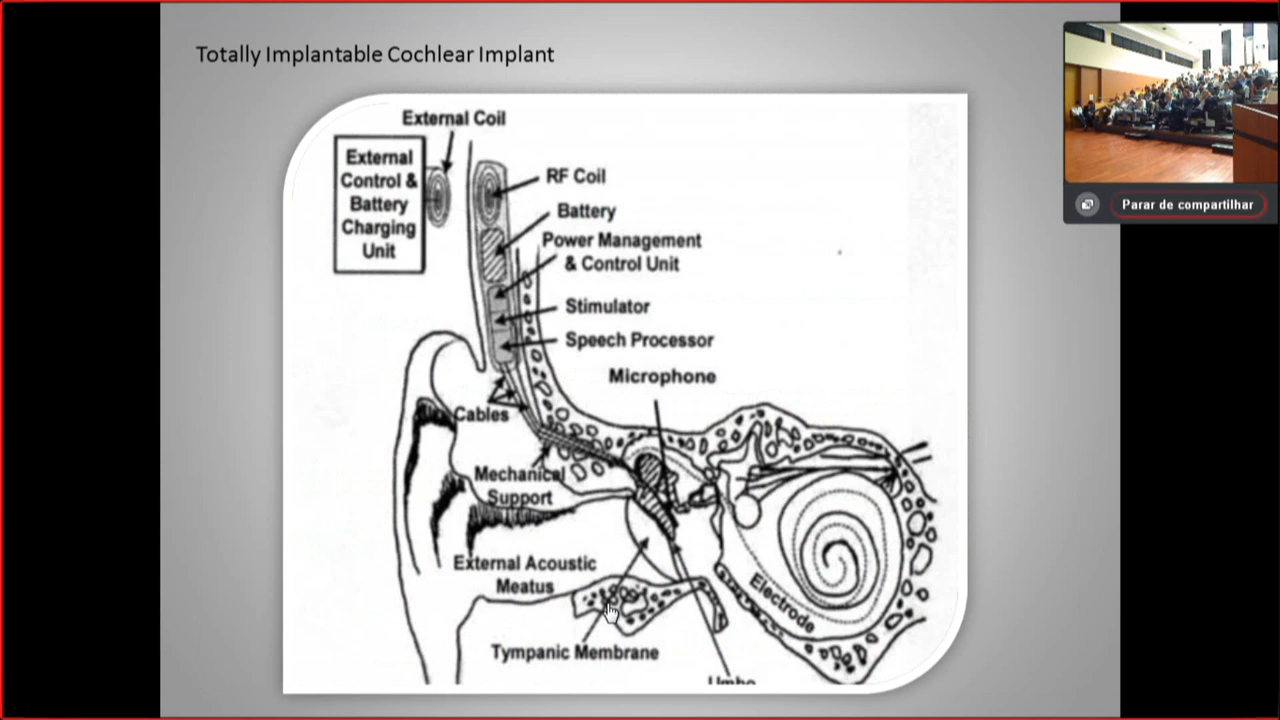 Totally Implantable Cochlear Implant
External Coil
External
Control &
Battery
Charging
Unit
RF Coil
Battery
Power Management
& Control Unit
Stimulator
Speech Processor
Microphone
Cables
Mechanical
Support
External Acoustic
Meatus
Electrode
Tympanic Membrane
Umbo
Parar de compartilhar